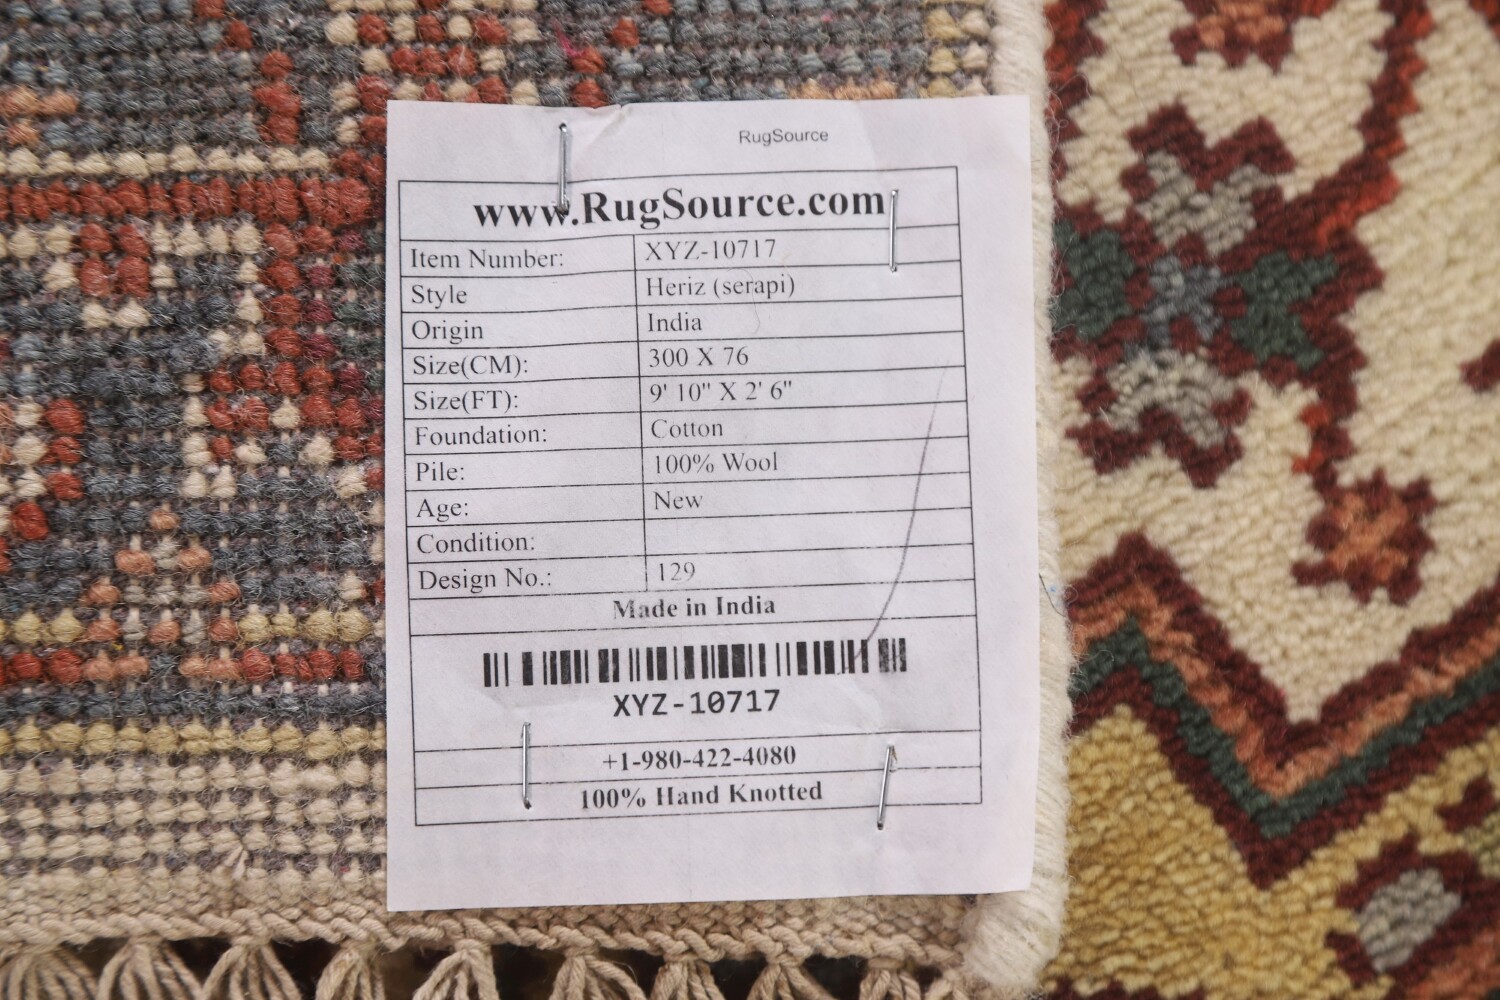 RugSource
www.RugSource.com
Item Number: XYZ-10717
Style Heriz (serapi)
Origin India
Size(CM): 300 X 76
Size(FT): 9' 10" X 2' 6"
Foundation: Cotton
Pile: 100% Wool
Age: New
Condition:
Design No.: 129
Made in India
XYZ-10717
+1-980-422-4080
100% Hand Knotted